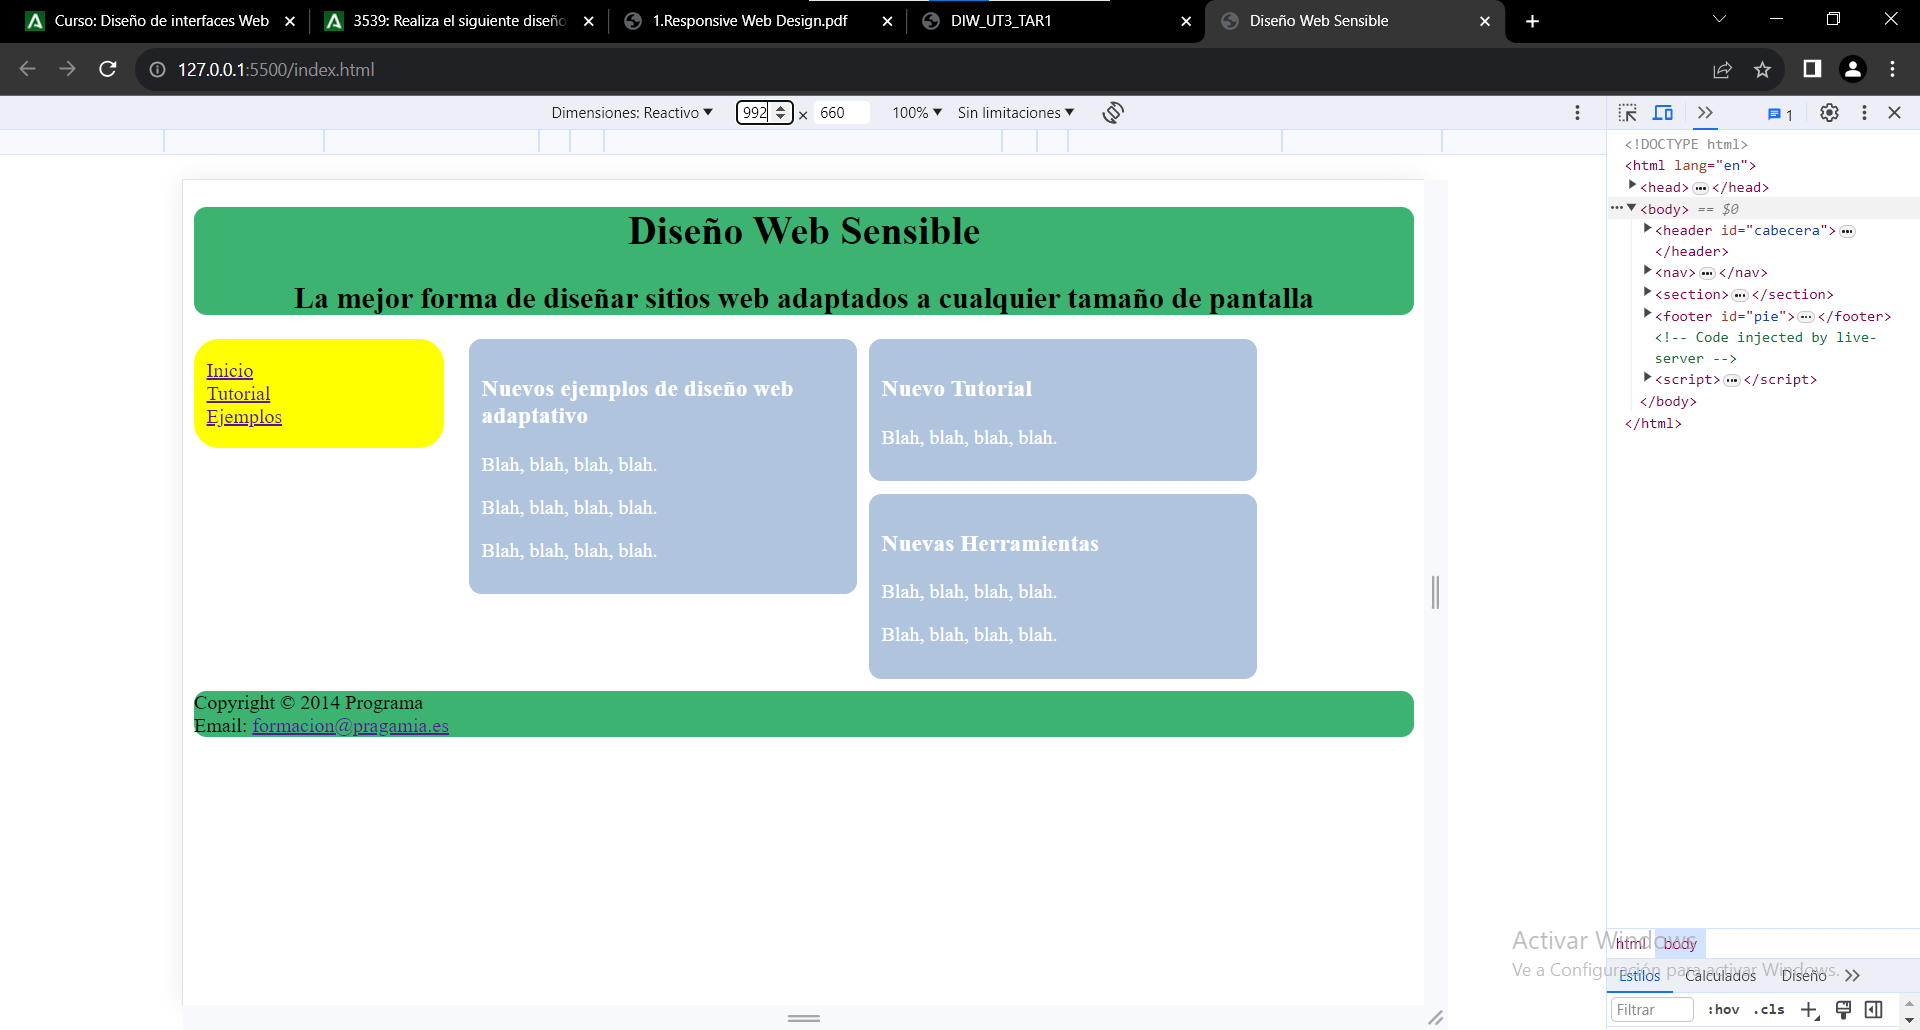 Curso: Diseño de interfaces Web
3539: Realiza el siguiente diseño
1.Responsive Web Design.pdf
DIW_UT3_TAR1
Diseño Web Sensible
127.0.0.1:5500/index.html
Dimensiones: Reactivo
992 × 660
100%
Sin limitaciones
1
Diseño Web Sensible
La mejor forma de diseñar sitios web adaptados a cualquier tamaño de pantalla
Inicio
Tutorial
Ejemplos
Nuevos ejemplos de diseño web
adaptativo
Blah, blah, blah, blah.
Blah, blah, blah, blah.
Blah, blah, blah, blah.
Nuevo Tutorial
Blah, blah, blah, blah.
Nuevas Herramientas
Blah, blah, blah, blah.
Blah, blah, blah, blah.
Copyright © 2014 Programa
Email: formacion@pragamia.es
<!DOCTYPE html>
<html lang="en">
<head>…</head>
<body> == $0
<header id="cabecera">…
</header>
<nav>…</nav>
<section>…</section>
<footer id="pie">…</footer>
<!-- Code injected by live-
server -->
<script>…</script>
</body>
</html>
Activar Windows
Ve a Configuración para activar Windows.
html body
Estilos Calculados Diseño
Filtrar :hov .cls